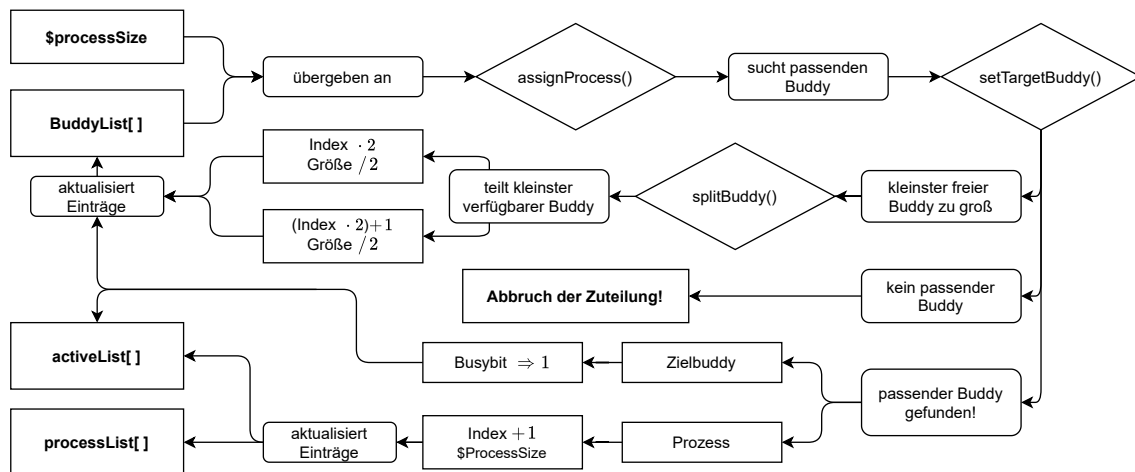 $processSize
übergeben an
assignProcess()
sucht passenden
Buddy
setTargetBuddy()
BuddyList[ ]
Index · 2
Größe / 2
aktualisiert
Einträge
teilt kleinster
verfügbarer Buddy
splitBuddy()
kleinster freier
Buddy zu groß
(Index · 2)+1
Größe / 2
Abbruch der Zuteilung!
kein passender
Buddy
activeList[ ]
Busybit ⇒ 1
Zielbuddy
passender Buddy
gefunden!
processList[ ]
aktualisiert
Einträge
Index +1
$ProcessSize
Prozess